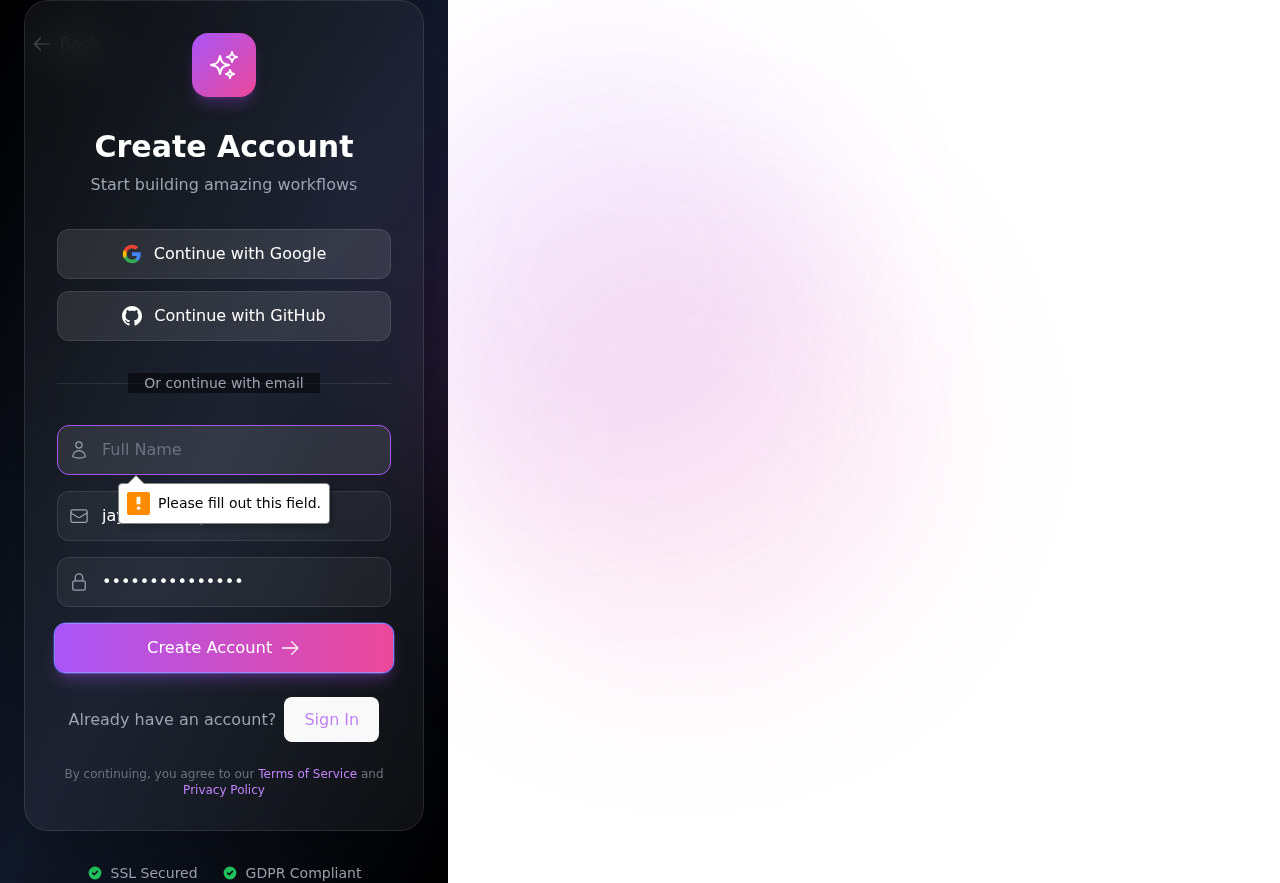 Back
Create Account
Start building amazing workflows
Continue with Google
Continue with GitHub
Or continue with email
Full Name
Please fill out this field.
•••••••••••••••
Create Account
Already have an account? Sign In
By continuing, you agree to our Terms of Service and
Privacy Policy
SSL Secured GDPR Compliant